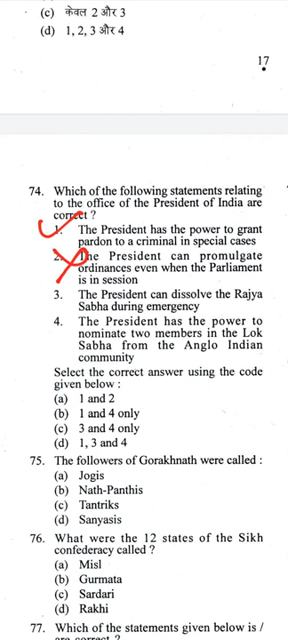 (c) केवल 2 और 3
(d) 1, 2, 3 और 4
17
74. Which of the following statements relating
to the office of the President of India are
correct ?
1. The President has the power to grant
pardon to a criminal in special cases
2. The President can promulgate
ordinances even when the Parliament
is in session
3. The President can dissolve the Rajya
Sabha during emergency
4. The President has the power to
nominate two members in the Lok
Sabha from the Anglo Indian
community
Select the correct answer using the code
given below :
(a) 1 and 2
(b) 1 and 4 only
(c) 3 and 4 only
(d) 1, 3 and 4
75. The followers of Gorakhnath were called :
(a) Jogis
(b) Nath-Panthis
(c) Tantriks
(d) Sanyasis
76. What were the 12 states of the Sikh
confederacy called ?
(a) Misl
(b) Gurmata
(c) Sardari
(d) Rakhi
77. Which of the statements given below is /
are correct ?